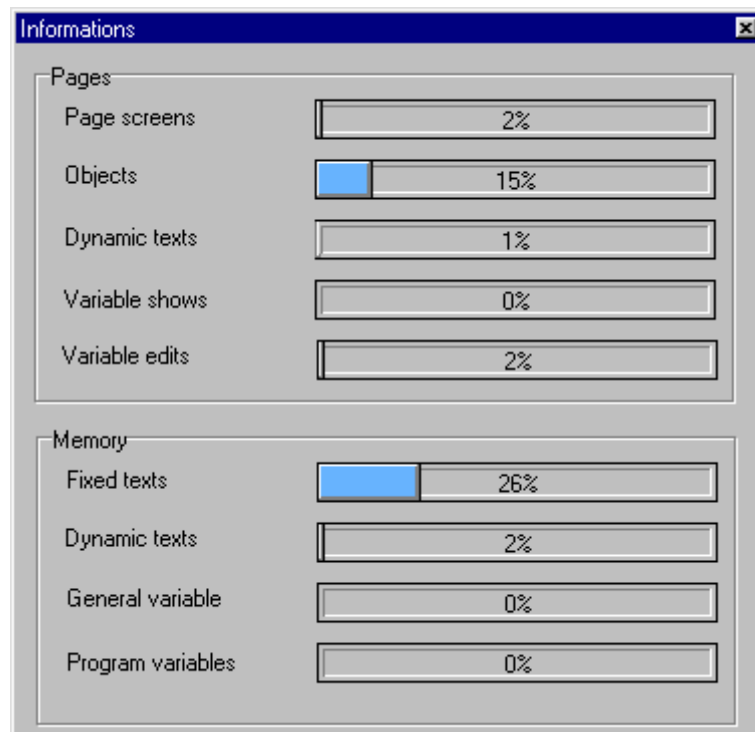 Informations
Pages
Page screens 2%
Objects 15%
Dynamic texts 1%
Variable shows 0%
Variable edits 2%
Memory
Fixed texts 26%
Dynamic texts 2%
General variable 0%
Program variables 0%